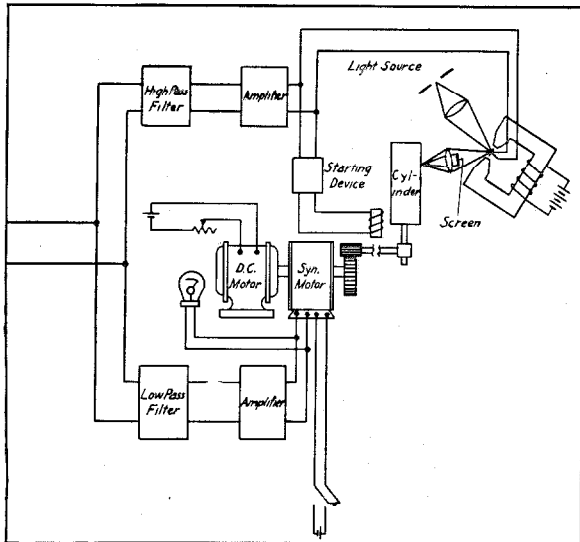 Light Source
High Pass
Filter
Amplifier
Starting
Device
Cyl-
inder
Screen
D.C.
Motor
Syn.
Motor
Low Pass
Filter
Amplifier